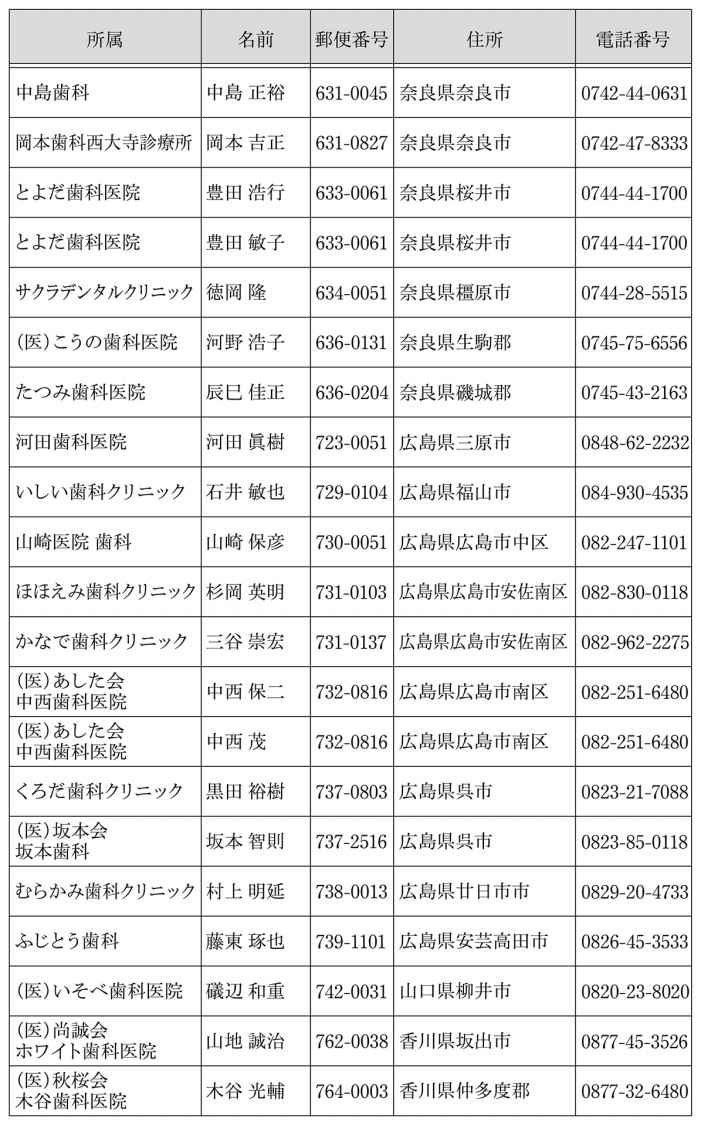 所属 名前 郵便番号 住所 電話番号
中島歯科 中島 正裕 631-0045 奈良県奈良市 0742-44-0631
岡本歯科西大寺診療所 岡本 吉正 631-0827 奈良県奈良市 0742-47-8333
とよだ歯科医院 豊田 浩行 633-0061 奈良県桜井市 0744-44-1700
とよだ歯科医院 豊田 敏子 633-0061 奈良県桜井市 0744-44-1700
サクラデンタルクリニック 徳岡 隆 634-0051 奈良県橿原市 0744-28-5515
（医）こうの歯科医院 河野 浩子 636-0131 奈良県生駒郡 0745-75-6556
たつみ歯科医院 辰巳 佳正 636-0204 奈良県磯城郡 0745-43-2163
河田歯科医院 河田 眞樹 723-0051 広島県三原市 0848-62-2232
いしい歯科クリニック 石井 敏也 729-0104 広島県福山市 084-930-4535
山崎医院 歯科 山崎 保彦 730-0051 広島県広島市中区 082-247-1101
ほほえみ歯科クリニック 杉岡 英明 731-0103 広島県広島市安佐南区 082-830-0118
かなで歯科クリニック 三谷 崇宏 731-0137 広島県広島市安佐南区 082-962-2275
（医）あした会
中西歯科医院 中西 保二 732-0816 広島県広島市南区 082-251-6480
（医）あした会
中西歯科医院 中西 茂 732-0816 広島県広島市南区 082-251-6480
くろだ歯科クリニック 黒田 裕樹 737-0803 広島県呉市 0823-21-7088
（医）坂本会
坂本歯科 坂本 智則 737-2516 広島県呉市 0823-85-0118
むらかみ歯科クリニック 村上 明延 738-0013 広島県廿日市市 0829-20-4733
ふじとう歯科 藤東 琢也 739-1101 広島県安芸高田市 0826-45-3533
（医）いそべ歯科医院 礒辺 和重 742-0031 山口県柳井市 0820-23-8020
（医）尚誠会
ホワイト歯科医院 山地 誠治 762-0038 香川県坂出市 0877-45-3526
（医）秋桜会
木谷歯科医院 木谷 光輔 764-0003 香川県仲多度郡 0877-32-6480